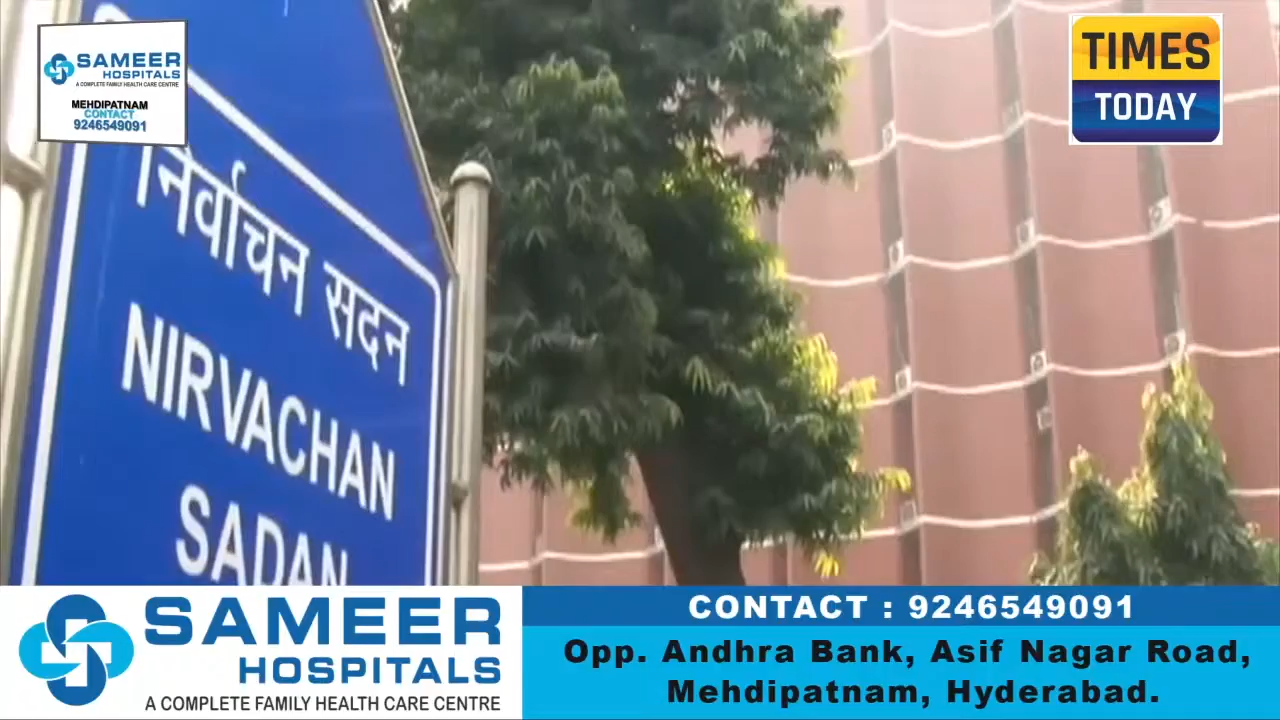 SAMEER
HOSPITALS
A COMPLETE FAMILY HEALTH CARE CENTRE
MEHDIPATNAM
CONTACT
9246549091
TIMES
TODAY
निर्वाचन सदन
NIRVACHAN
SADAN
SAMEER
HOSPITALS
A COMPLETE FAMILY HEALTH CARE CENTRE
CONTACT : 9246549091
Opp. Andhra Bank, Asif Nagar Road,
Mehdipatnam, Hyderabad.